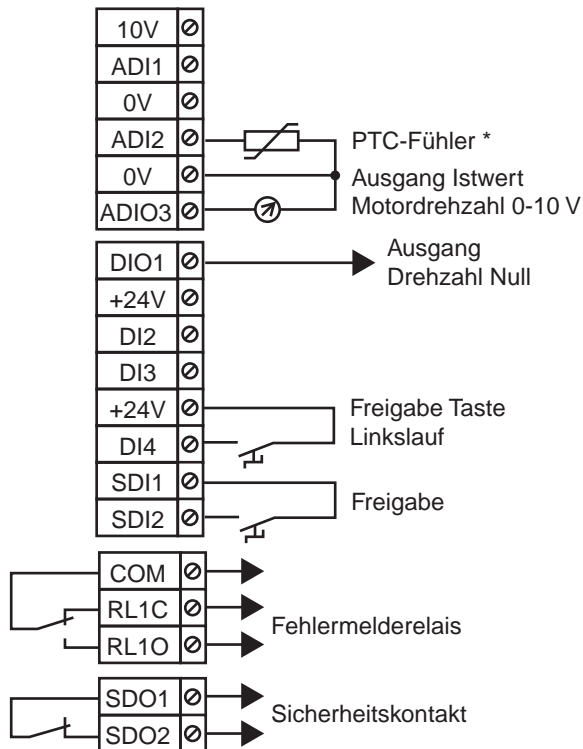 10V
ADI1
0V
ADI2
PTC-Fühler *
0V
Ausgang Istwert
Motordrehzahl 0-10 V
ADIO3
Ausgang
Drehzahl Null
DIO1
+24V
DI2
DI3
+24V
Freigabe Taste
Linkslauf
DI4
SDI1
Freigabe
SDI2
COM
RL1C
Fehlermelderelais
RL1O
SDO1
Sicherheitskontakt
SDO2